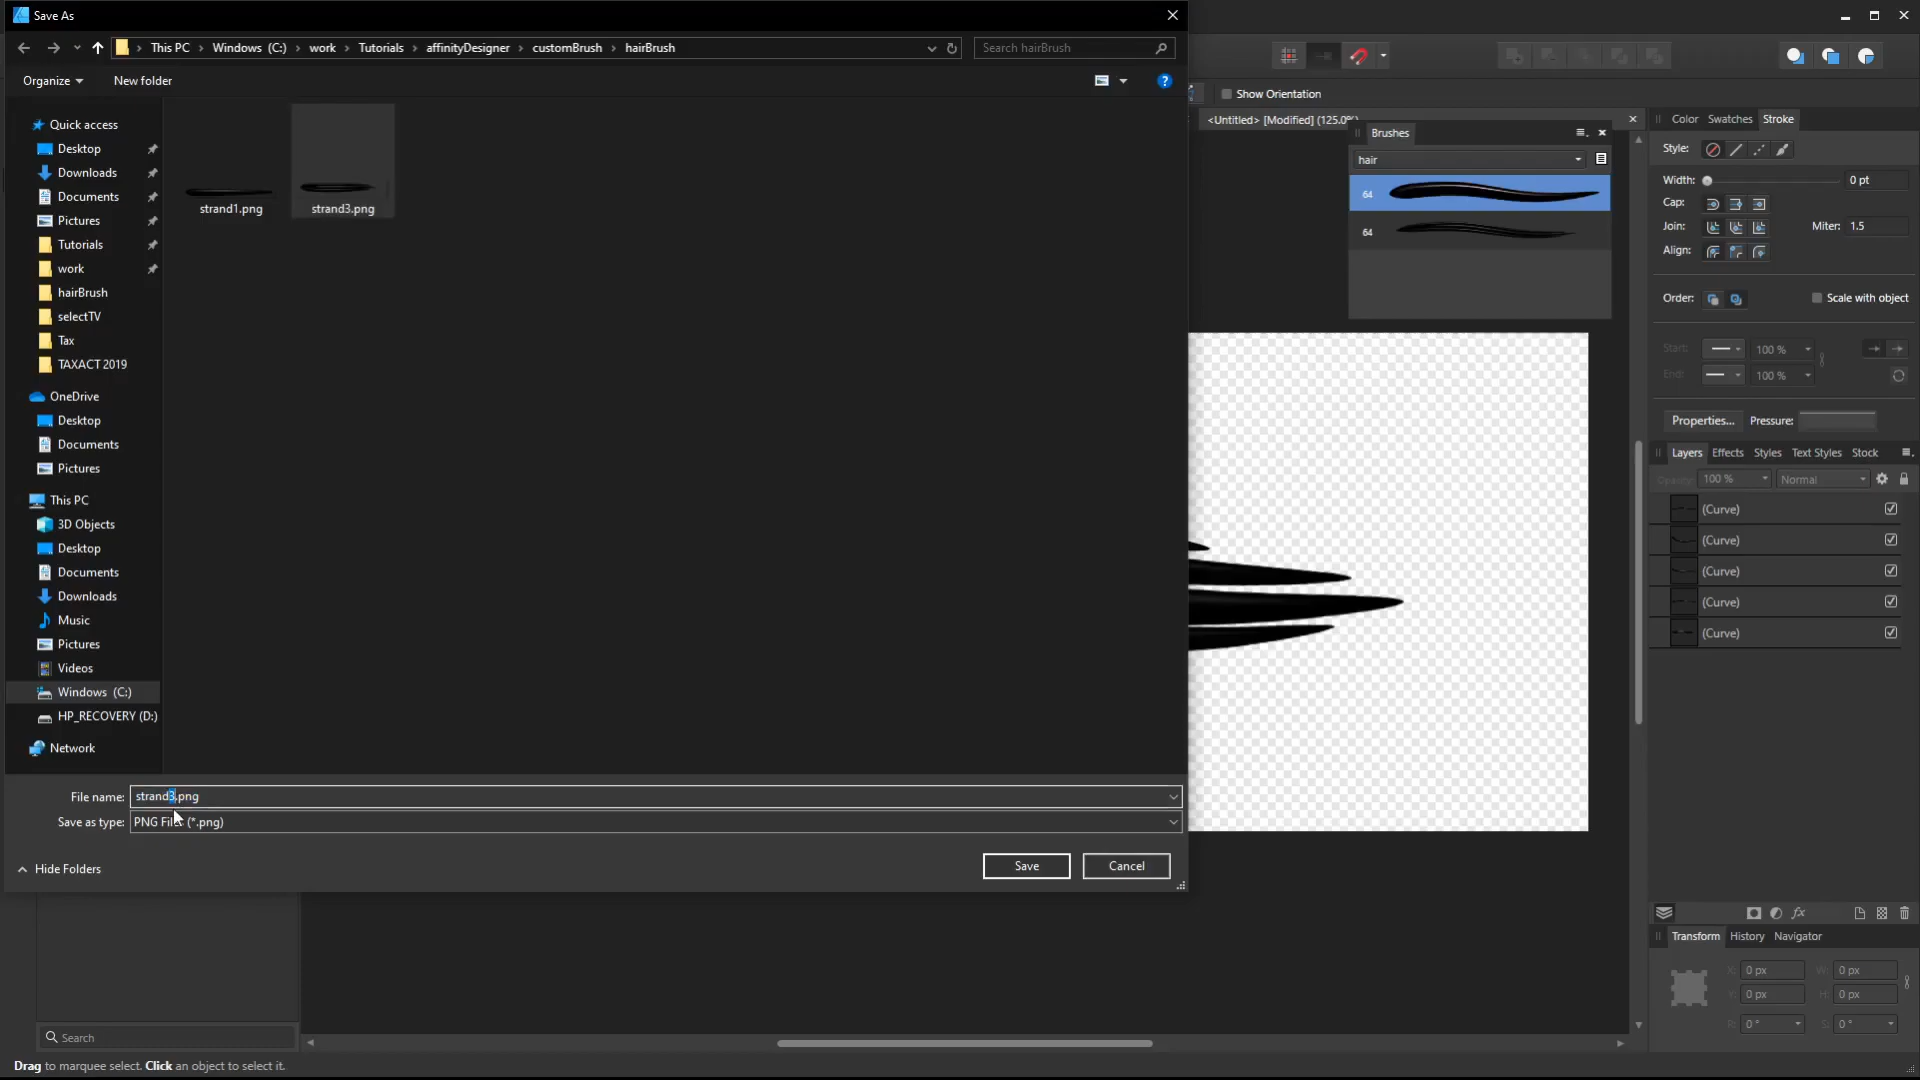 Save As
This PC > Windows (C:) > work > Tutorials > affinityDesigner > customBrush > hairBrush
Search hairBrush
Organize
New folder
Show Orientation
<Untitled> [Modified] (125.0%)
Brushes
hair
64
64
Quick access
Desktop
Downloads
Documents
Pictures
Tutorials
work
hairBrush
selectTV
Tax
TAXACT 2019
OneDrive
Desktop
Documents
Pictures
This PC
3D Objects
Desktop
Documents
Downloads
Music
Pictures
Videos
Windows (C:)
HP_RECOVERY (D:)
Network
strand1.png
strand3.png
File name: strand3.png
Save as type: PNG Files (*.png)
Hide Folders
Save
Cancel
Color Swatches Stroke
Style:
Width: 0 pt
Cap:
Join: Miter: 1.5
Align:
Order: Scale with object
Start: 100 %
End: 100 %
Properties... Pressure:
Layers Effects Styles Text Styles Stock
Opacity: 100 % Normal
(Curve)
(Curve)
(Curve)
(Curve)
(Curve)
fx
Transform History Navigator
X: 0 px W: 0 px
Y: 0 px H: 0 px
R: 0 ° S: 0 °
Search
Drag to marquee select. Click an object to select it.